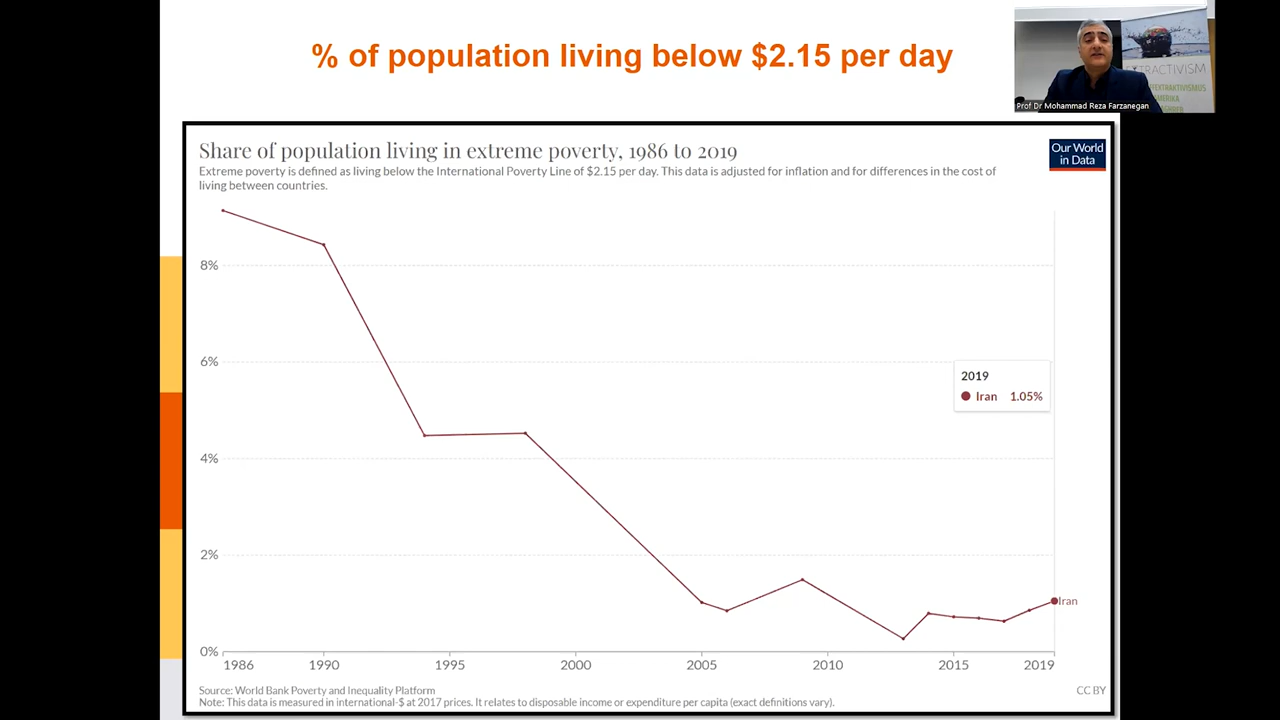 % of population living below $2.15 per day
EXTRACTIVISM
Prof Dr Mohammad Reza Farzanegan
Share of population living in extreme poverty, 1986 to 2019
Our World
in Data
Extreme poverty is defined as living below the International Poverty Line of $2.15 per day. This data is adjusted for inflation and for differences in the cost of
living between countries.
8%
6%
2019
Iran 1.05%
4%
2%
Iran
0%
1986 1990 1995 2000 2005 2010 2015 2019
Source: World Bank Poverty and Inequality Platform
CC BY
Note: This data is measured in international-$ at 2017 prices. It relates to disposable income or expenditure per capita (exact definitions vary).